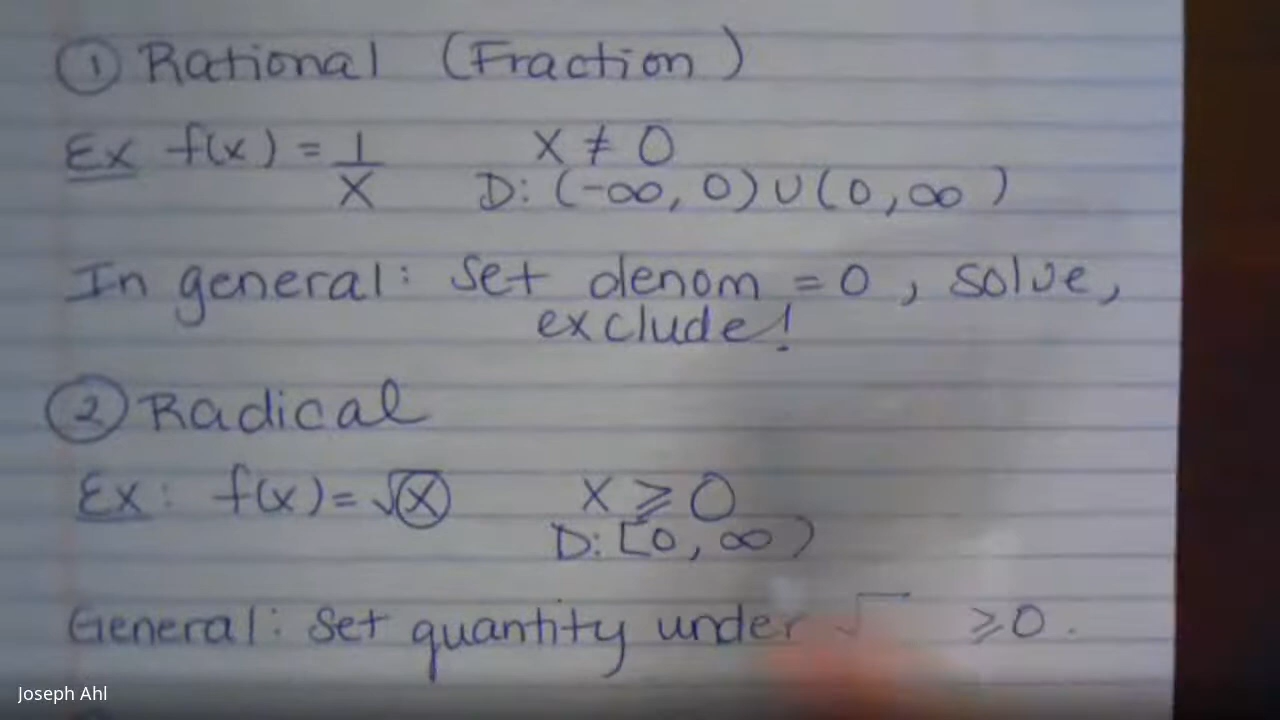 ① Rational (Fraction)
Ex f(x) = 1/x x ≠ 0
D: (-∞, 0) ∪ (0, ∞)
In general: Set denom = 0, solve,
exclude!
② Radical
Ex: f(x) = √x x ⩾ 0
D: [0, ∞)
General: Set quantity under √ ⩾ 0.
Joseph Ahl